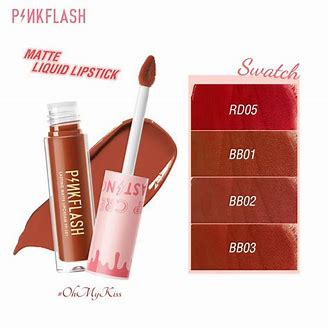 PINKFLASH
MATTE
LIQUID LIPSTICK
Swatch
RD05
BB01
BB02
BB03
PINKFLASH
#OhMyKiss